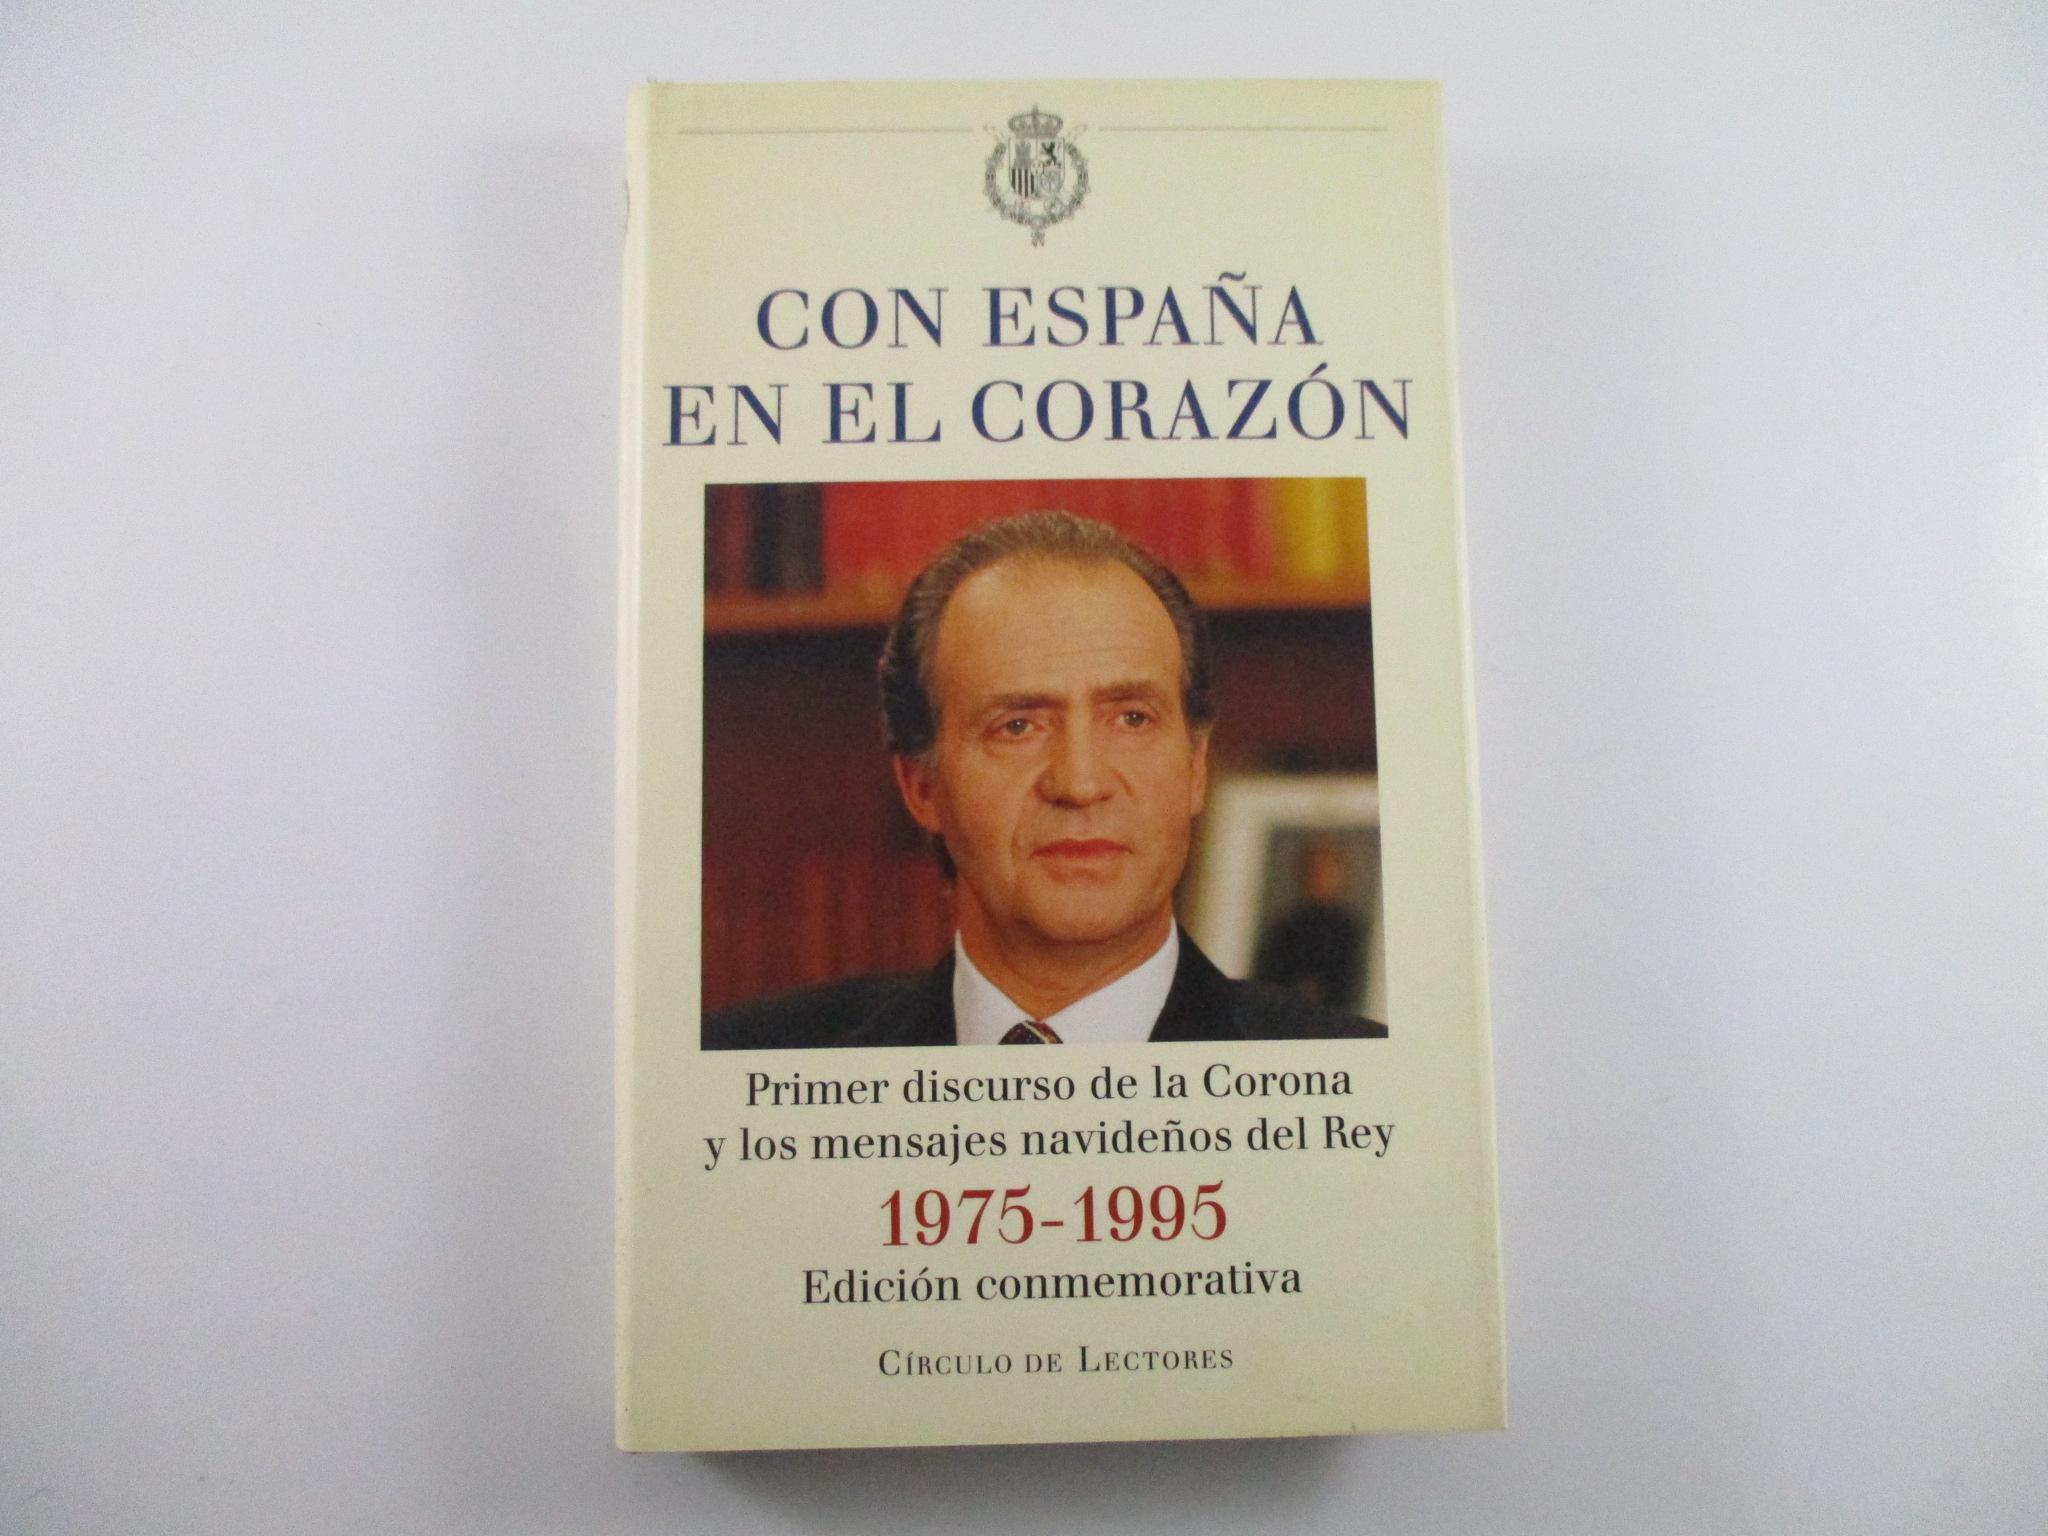 CON ESPAÑA
EN EL CORAZÓN
Primer discurso de la Corona
y los mensajes navideños del Rey
1975-1995
Edición conmemorativa
CÍRCULO DE LECTORES